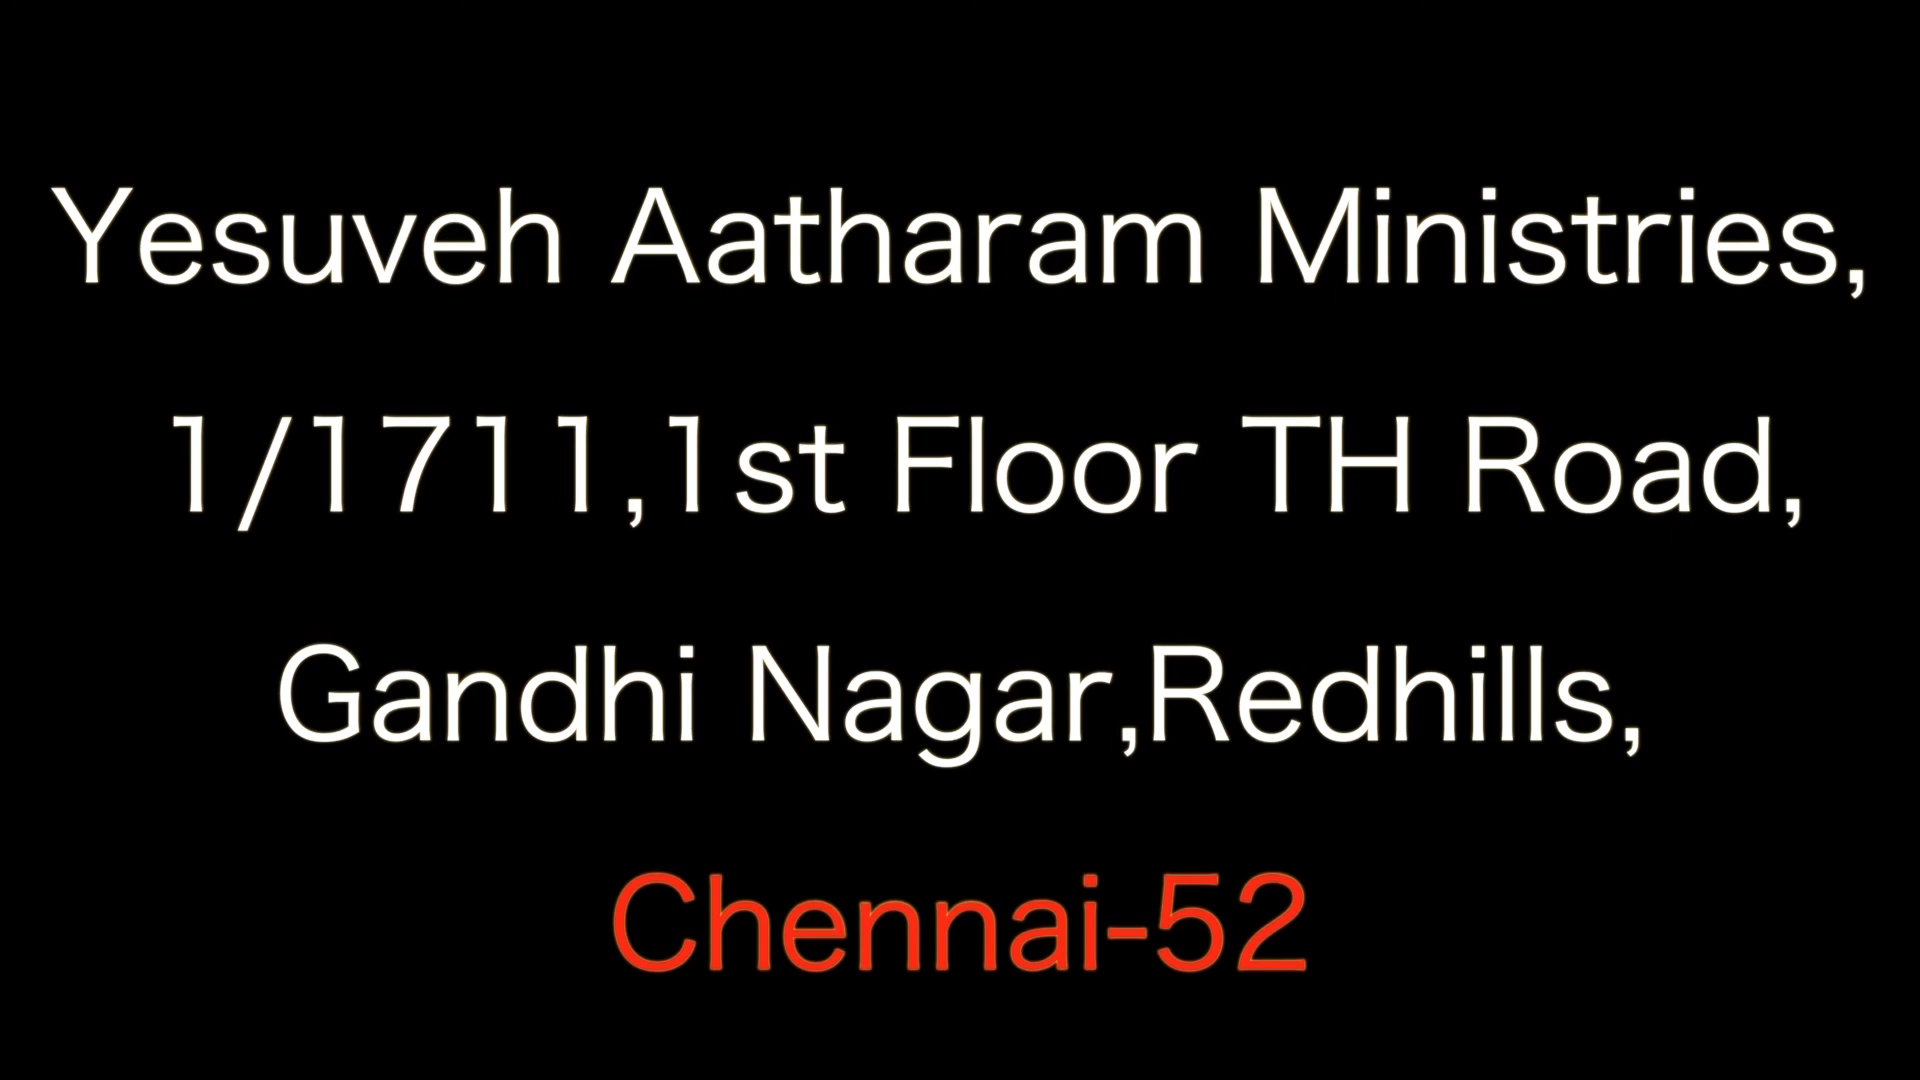 Yesuveh Aatharam Ministries,
1/1711,1st Floor TH Road,
Gandhi Nagar,Redhills,
Chennai-52